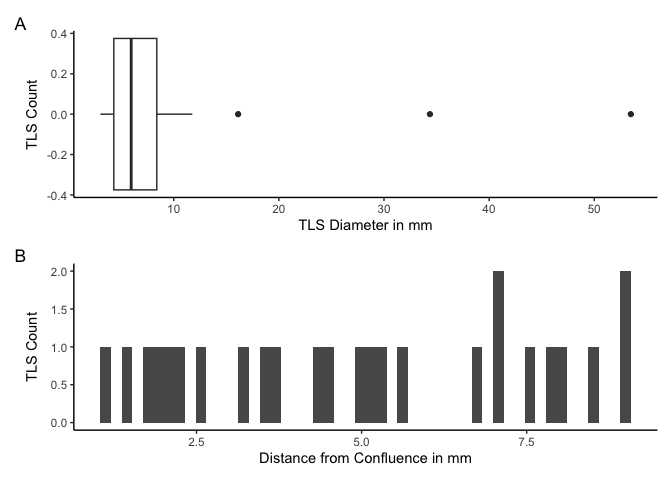 A
TLS Count
0.4
0.2
0.0
-0.2
-0.4
10 20 30 40 50
TLS Diameter in mm
B
TLS Count
2.0
1.5
1.0
0.5
0.0
2.5 5.0 7.5
Distance from Confluence in mm